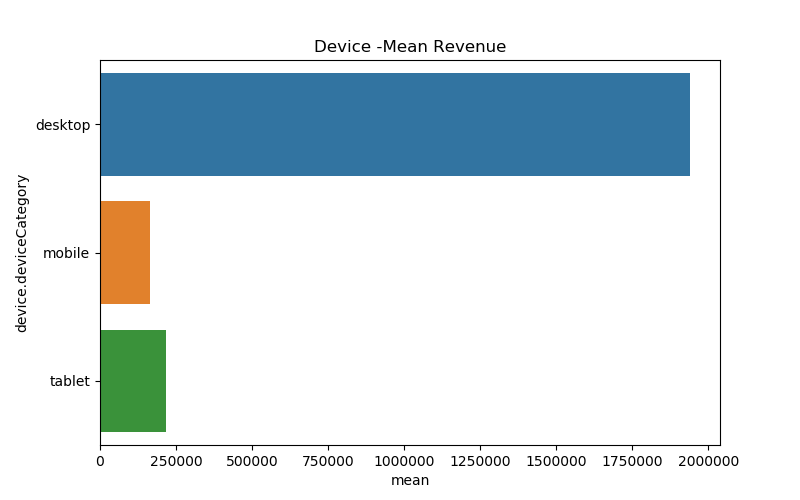 Device -Mean Revenue
device.deviceCategory
desktop
mobile
tablet
0 250000 500000 750000 1000000 1250000 1500000 1750000 2000000
mean